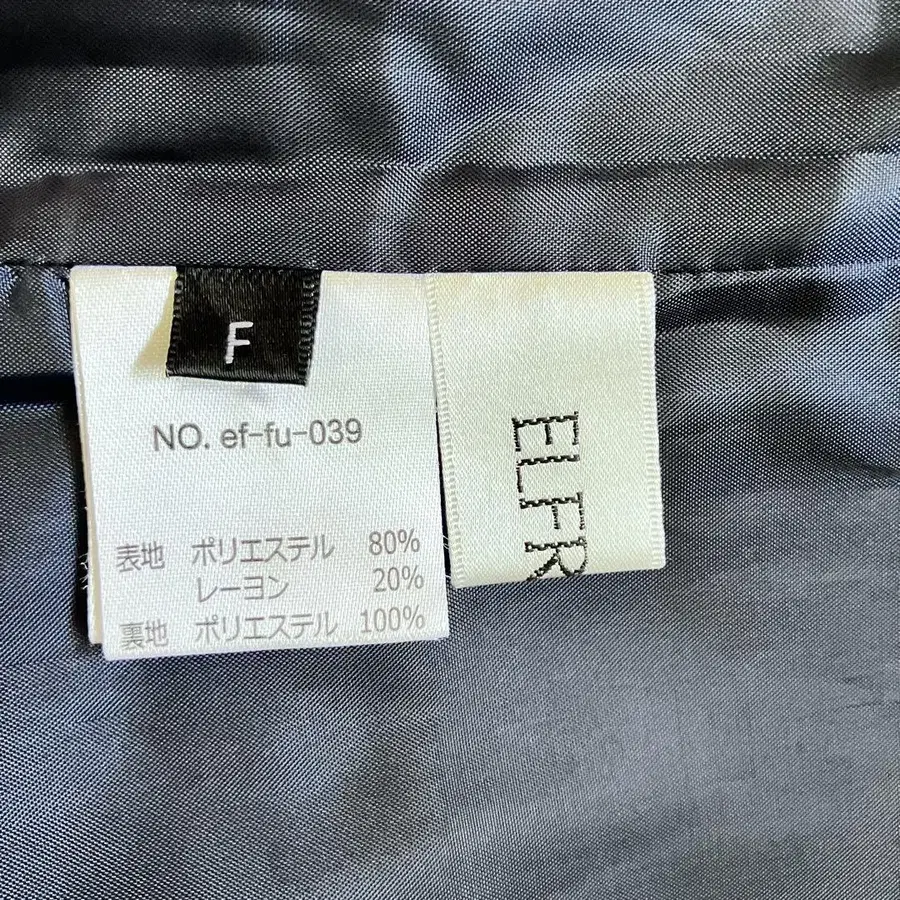 F
NO. ef-fu-039
表地 ポリエステル 80%
レーヨン 20%
裏地 ポリエステル 100%
ELFR